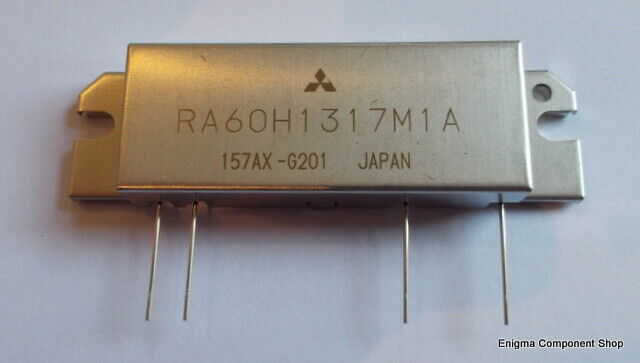 RA60H1317M1A
157AX-G201 JAPAN
Enigma Component Shop